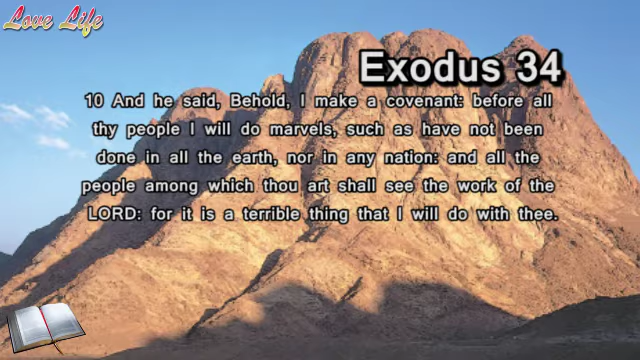 Love Life
Exodus 34
10 And he said, Behold, I make a covenant: before all
thy people I will do marvels, such as have not been
done in all the earth, nor in any nation: and all the
people among which thou art shall see the work of the
LORD: for it is a terrible thing that I will do with thee.